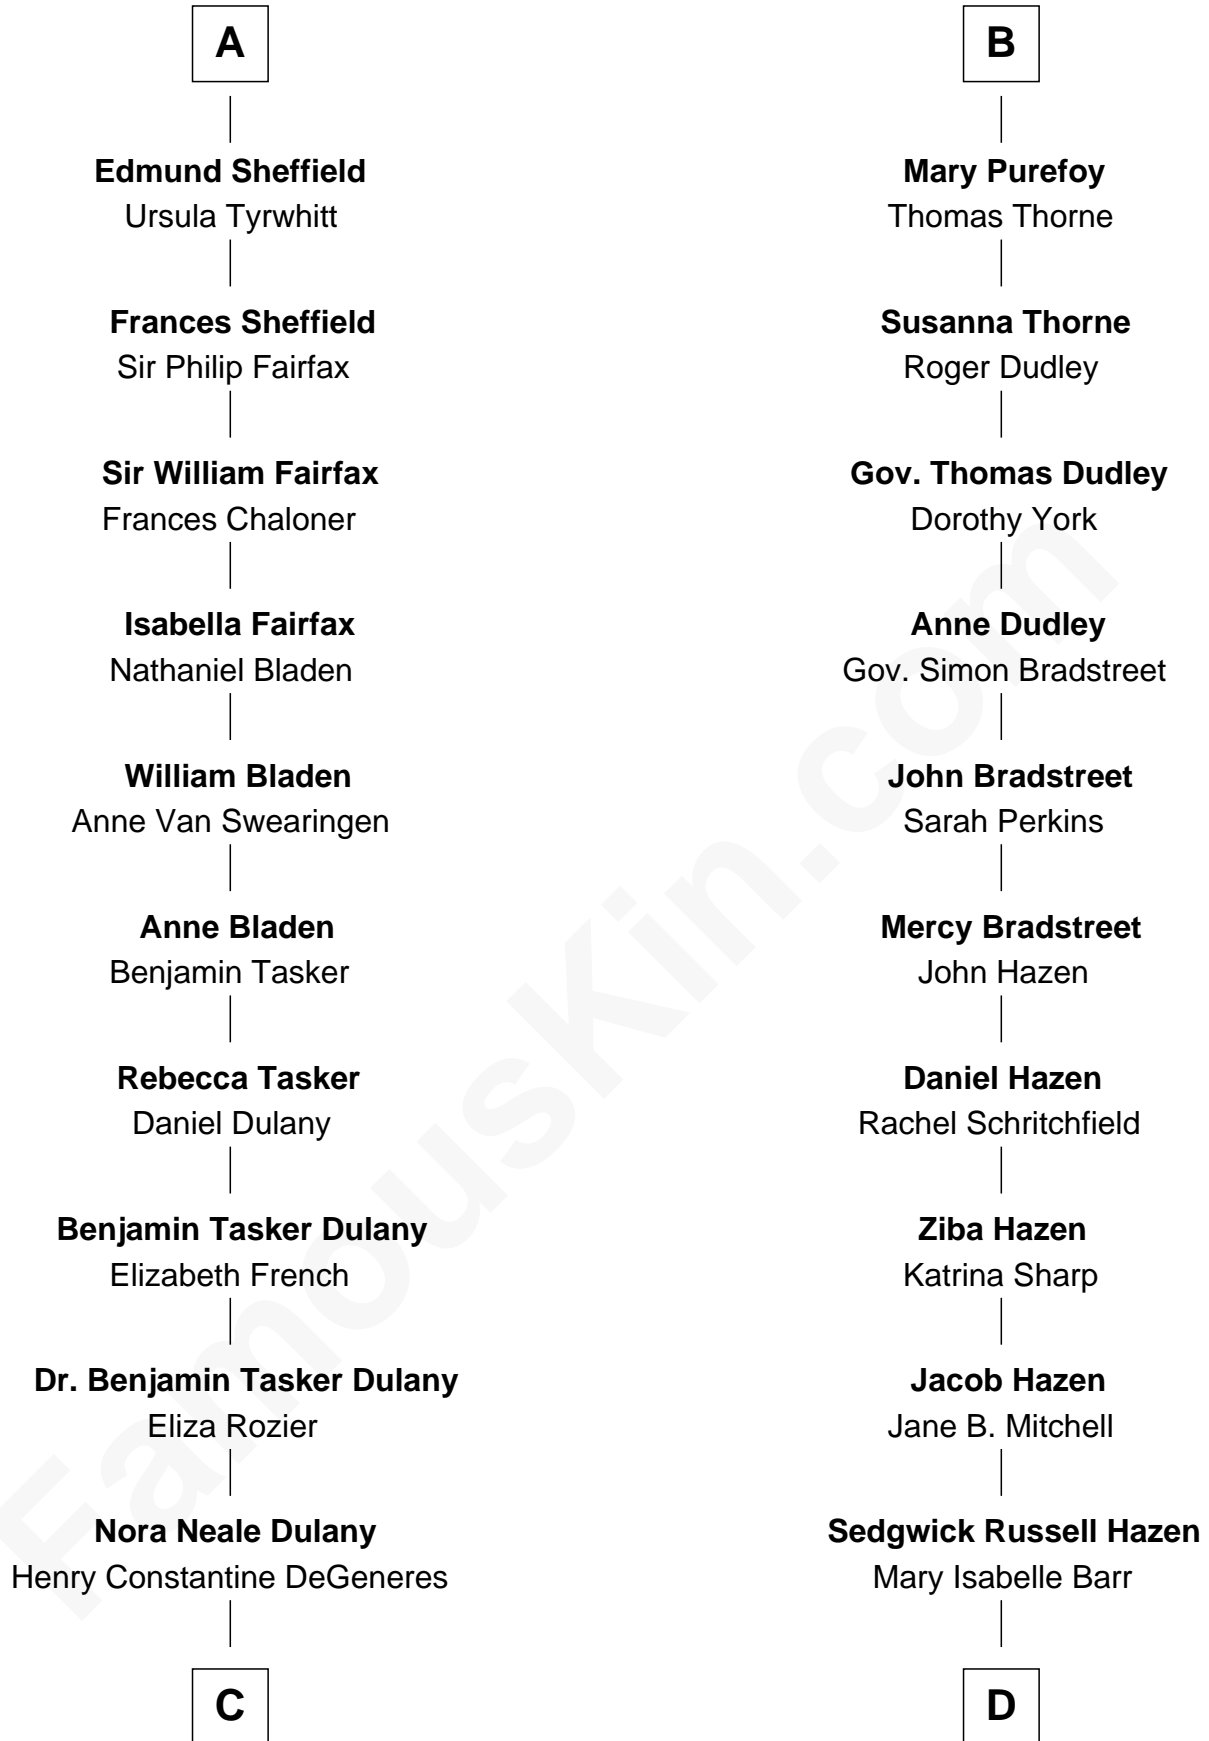 A
Edmund Sheffield
Ursula Tyrwhitt
Frances Sheffield
Sir Philip Fairfax
Sir William Fairfax
Frances Chaloner
Isabella Fairfax
Nathaniel Bladen
William Bladen
Anne Van Swearingen
Anne Bladen
Benjamin Tasker
Rebecca Tasker
Daniel Dulany
Benjamin Tasker Dulany
Elizabeth French
Dr. Benjamin Tasker Dulany
Eliza Rozier
Nora Neale Dulany
Henry Constantine DeGeneres
C
B
Mary Purefoy
Thomas Thorne
Susanna Thorne
Roger Dudley
Gov. Thomas Dudley
Dorothy York
Anne Dudley
Gov. Simon Bradstreet
John Bradstreet
Sarah Perkins
Mercy Bradstreet
John Hazen
Daniel Hazen
Rachel Schritchfield
Ziba Hazen
Katrina Sharp
Jacob Hazen
Jane B. Mitchell
Sedgwick Russell Hazen
Mary Isabelle Barr
D
FamousKin.com